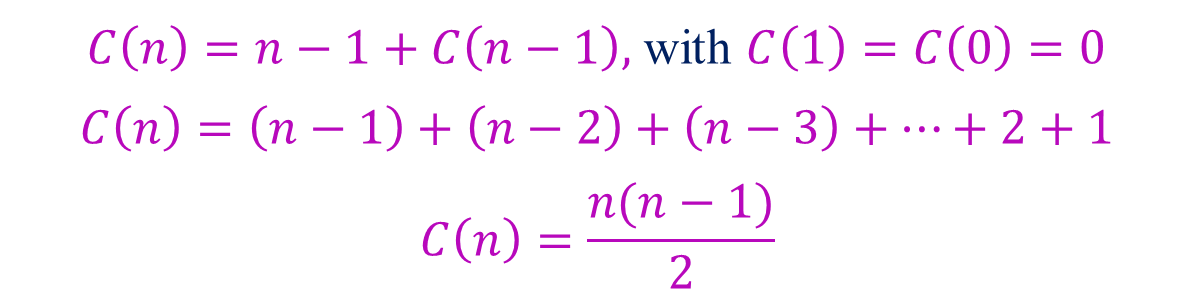 C(n) = n − 1 + C(n − 1), with C(1) = C(0) = 0
C(n) = (n − 1) + (n − 2) + (n − 3) + ⋯ + 2 + 1
C(n) = n(n − 1) / 2